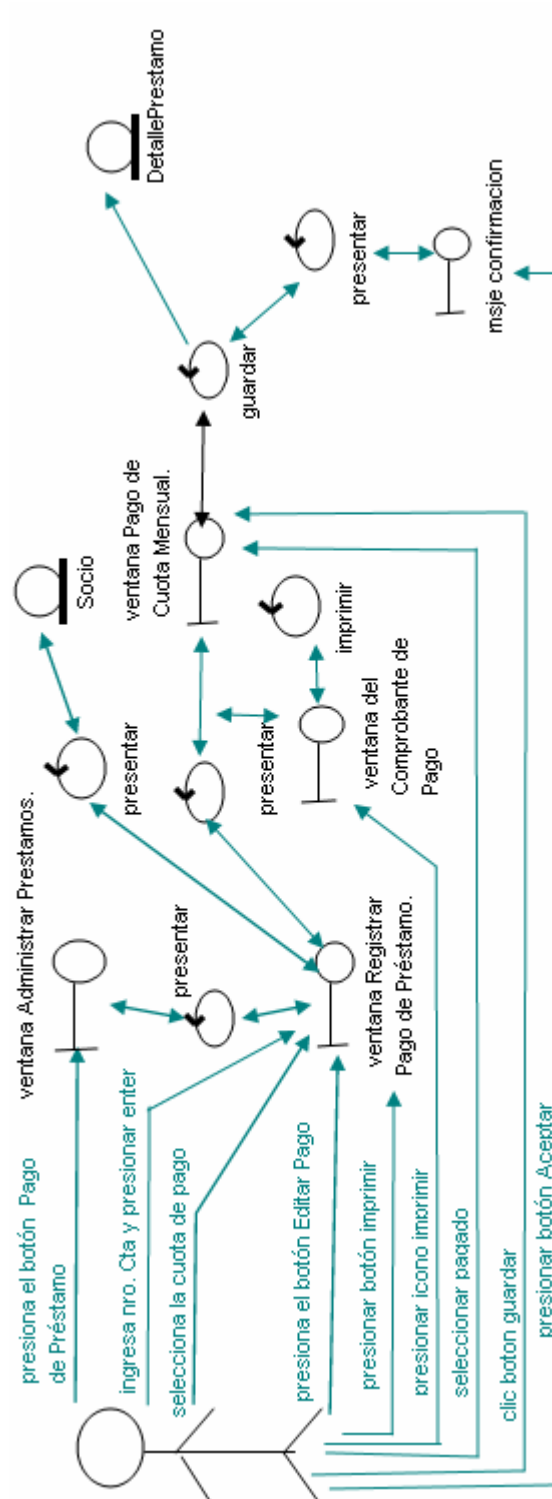 presiona el botón Pago
de Préstamo
ingresa nro. Cta y presionar enter
selecciona la cuota de pago
presiona el botón Editar Pago
presionar botón imprimir
presionar icono imprimir
seleccionar pagado
clic boton guardar
presionar botón Aceptar
ventana Administrar Prestamos.
presentar
ventana Registrar
Pago de Préstamo.
presentar
Socio
presentar
ventana Pago de
Cuota Mensual.
ventana del
Comprobante de
Pago
imprimir
guardar
DetallePrestamo
presentar
msje confirmacion